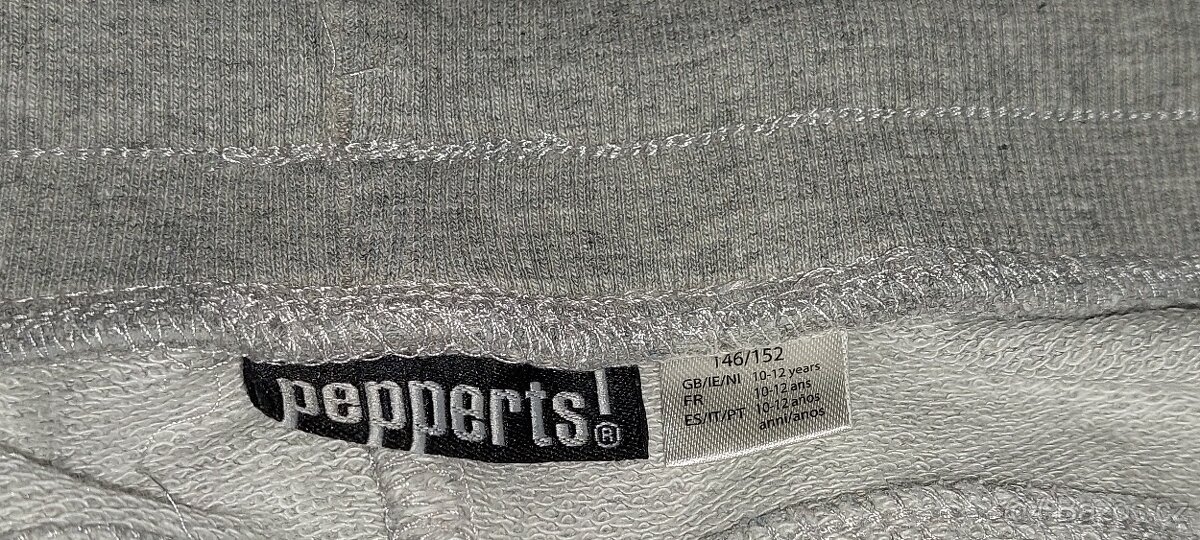 pepperts!®
146/152
GB/IE/NI 10-12 years
FR 10-12 ans
ES/IT/PT 10-12 años
anni/anos